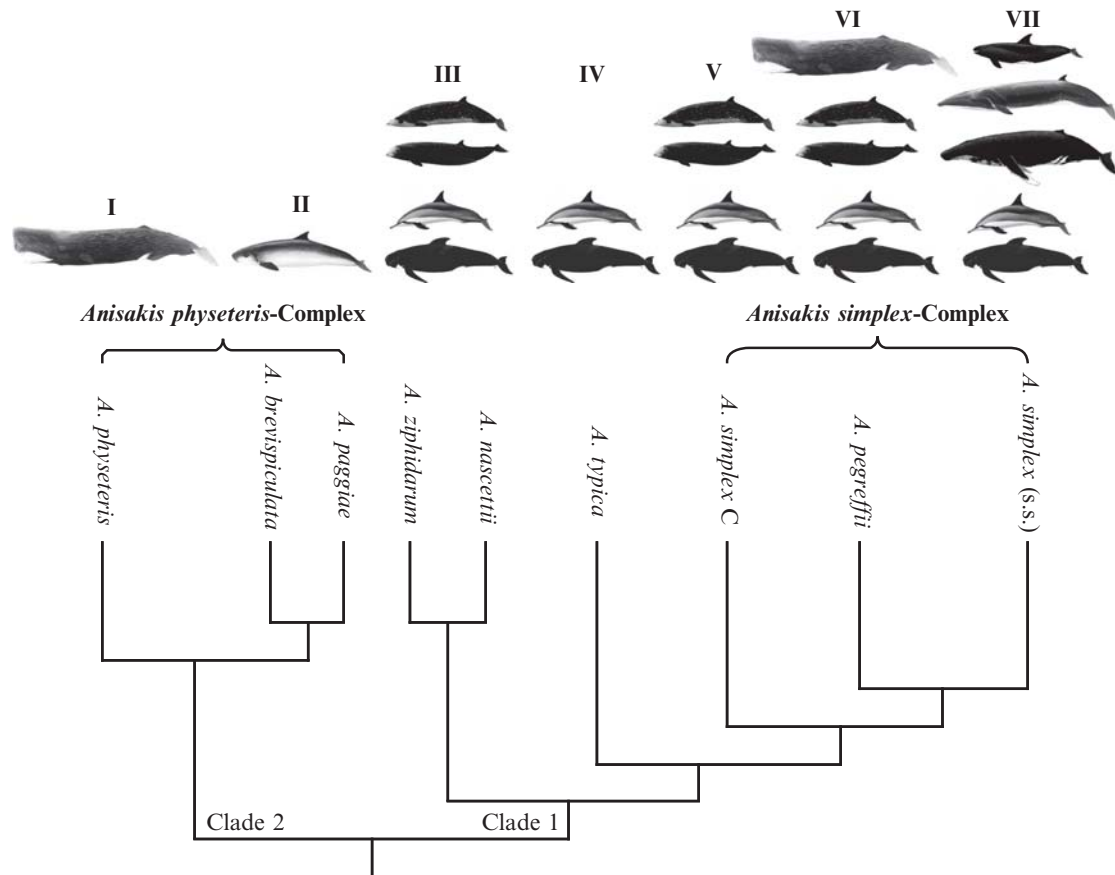 VI VII
III IV V
I II
Anisakis physeteris-Complex Anisakis simplex-Complex
A. physeteris
A. brevispiculata
A. paggiae
A. ziphidarum
A. nascettii
A. typica
A. simplex C
A. pegreffii
A. simplex (s.s.)
Clade 2 Clade 1